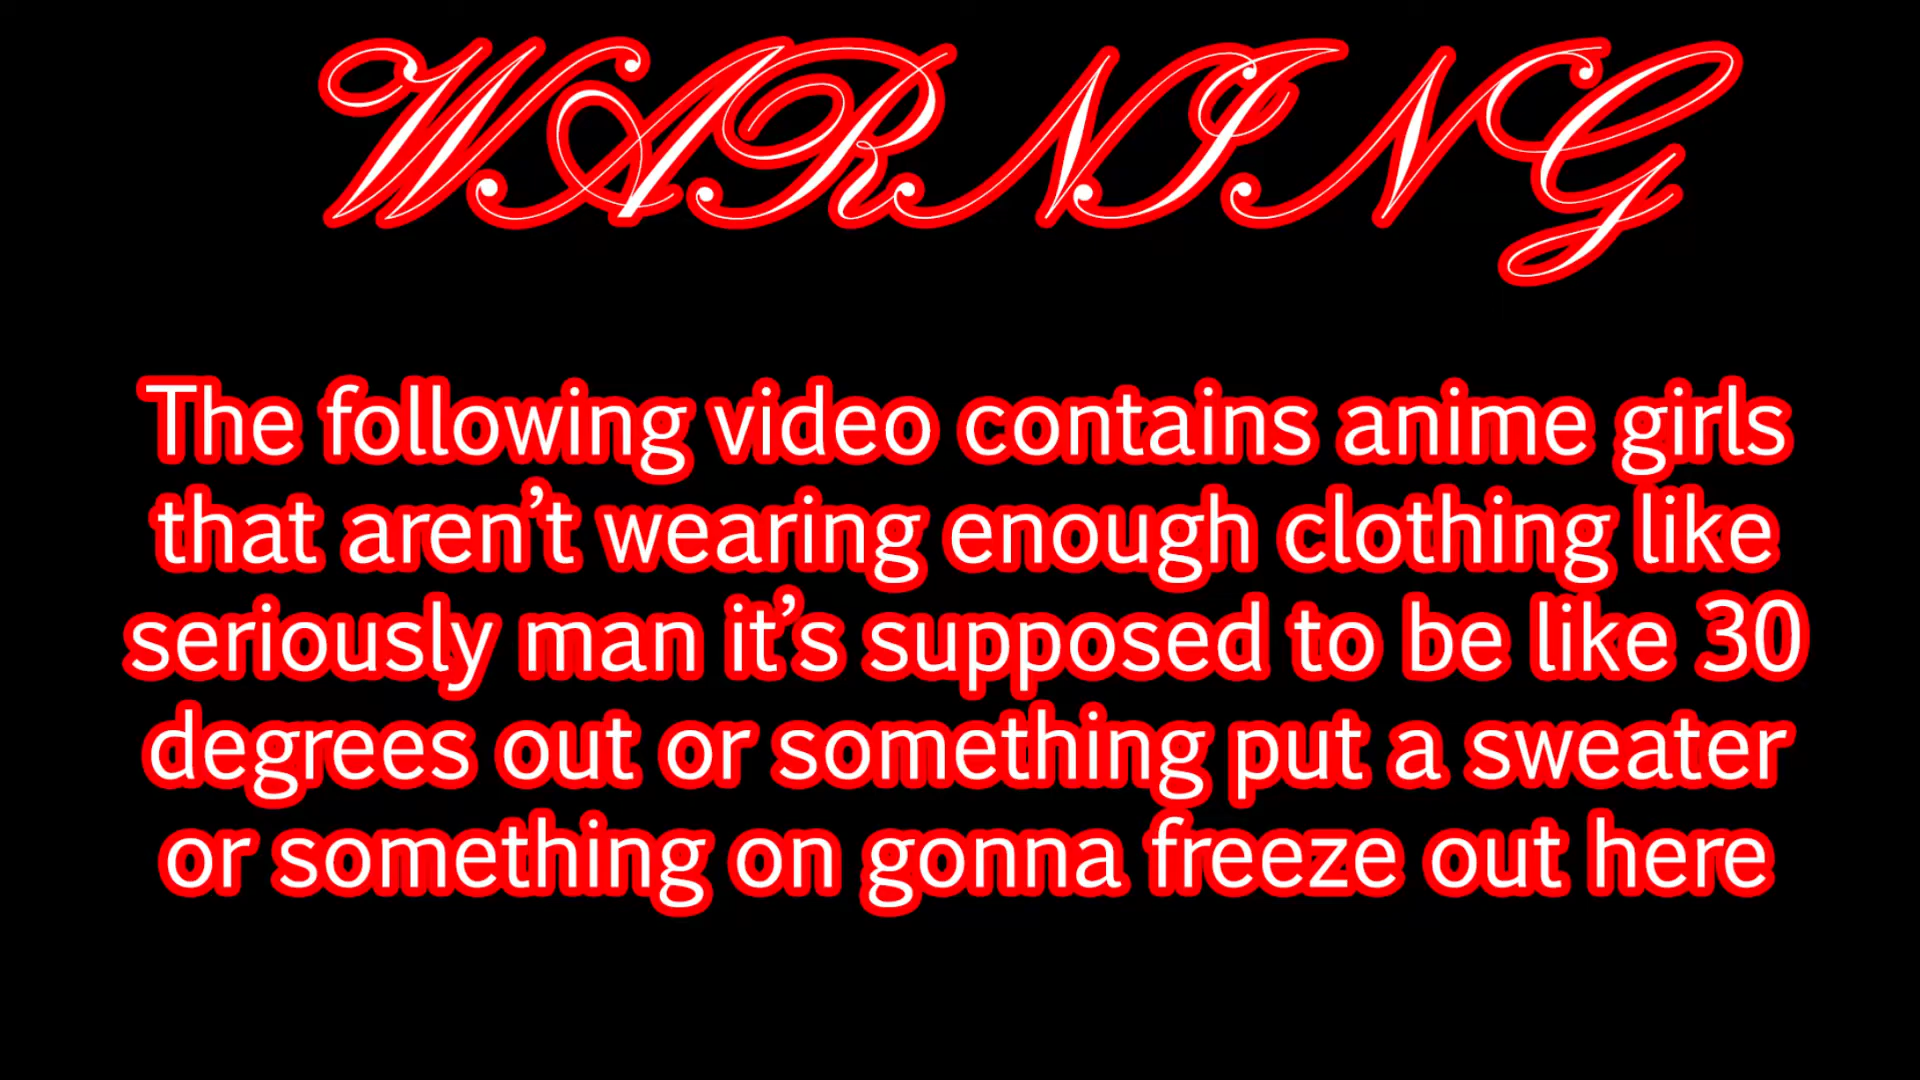 WARNING
The following video contains anime girls
that aren’t wearing enough clothing like
seriously man it’s supposed to be like 30
degrees out or something put a sweater
or something on gonna freeze out here